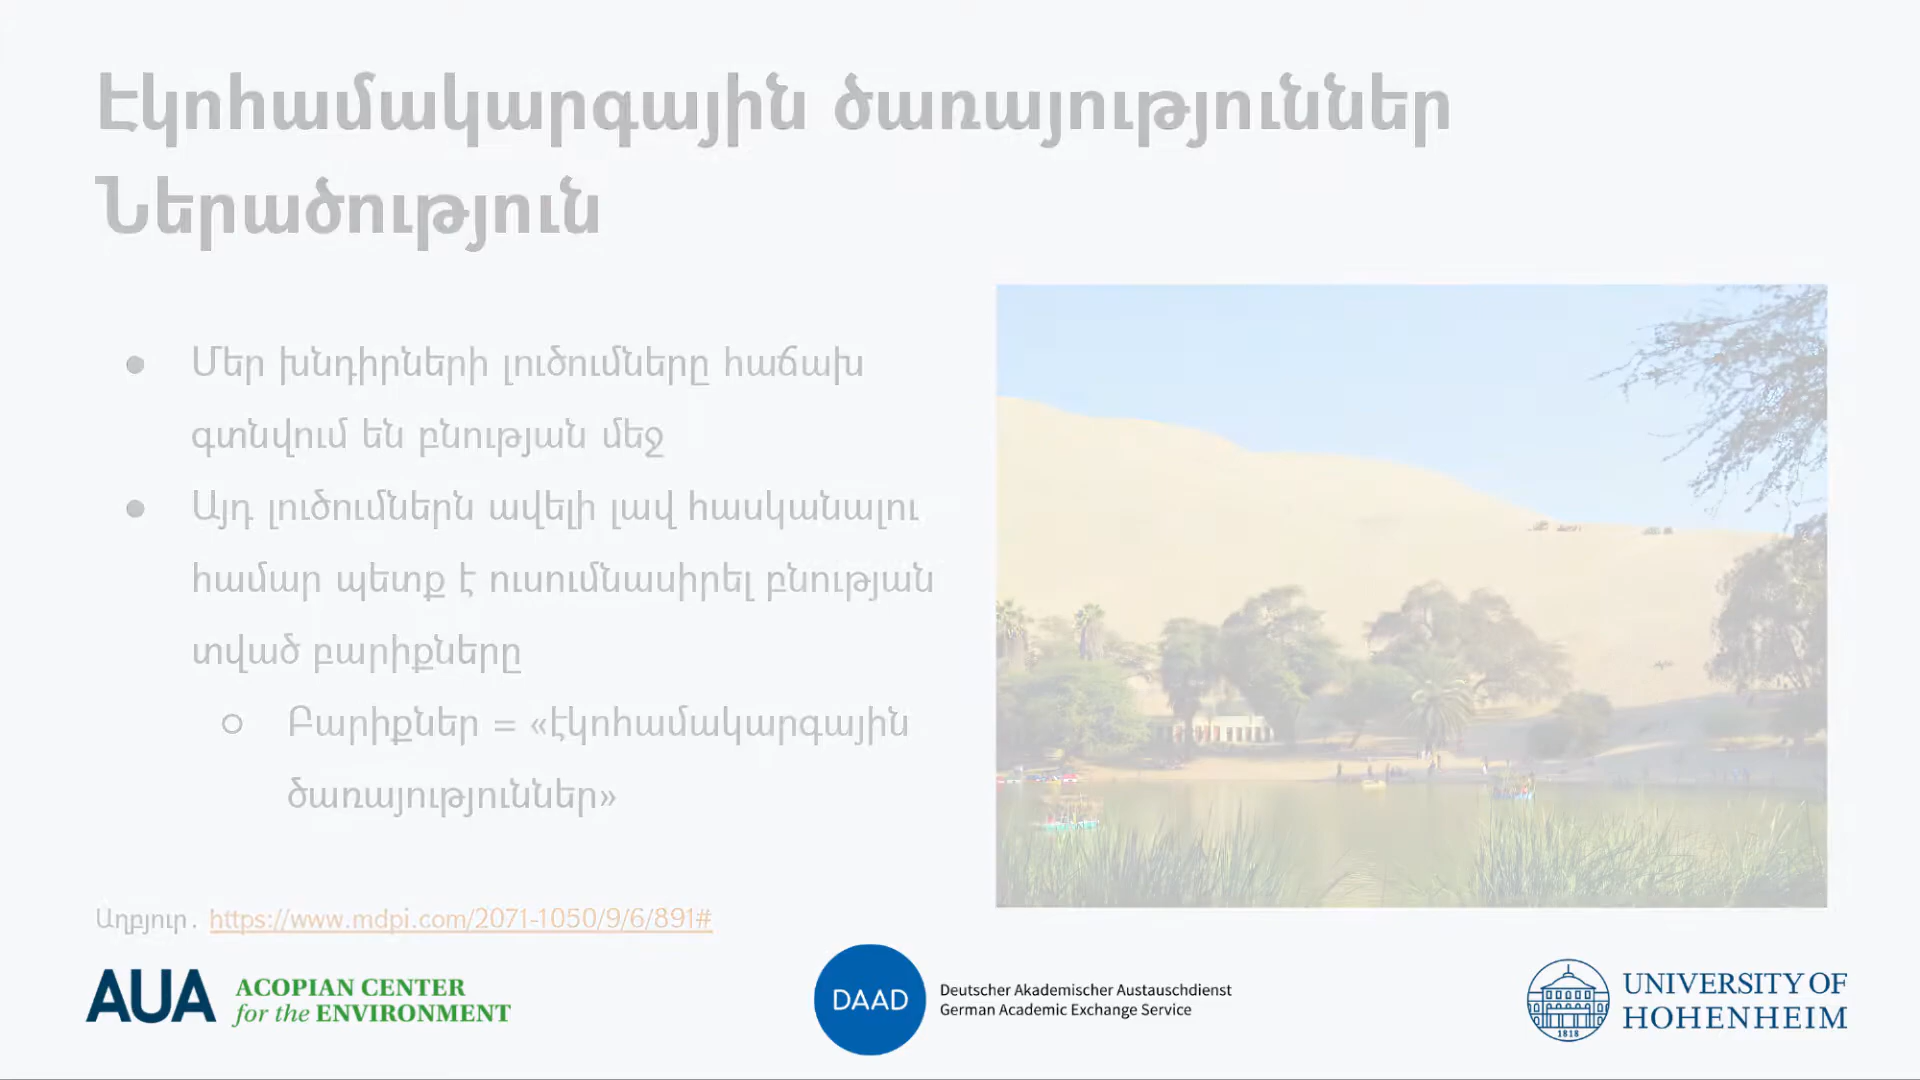 Էկոհամակարգային ծառայություններ
Ներածություն
● Մեր խնդիրների լուծումները հաճախ
գտնվում են բնության մեջ
● Այդ լուծումներն ավելի լավ հասկանալու
համար պետք է ուսումնասիրել բնության
տված բարիքները
○ Բարիքներ = «էկոհամակարգային
ծառայություններ»
Աղբյուր. https://www.mdpi.com/2071-1050/9/6/891#
AUA ACOPIAN CENTER
for the ENVIRONMENT
DAAD
Deutscher Akademischer Austauschdienst
German Academic Exchange Service
1818
UNIVERSITY OF
HOHENHEIM